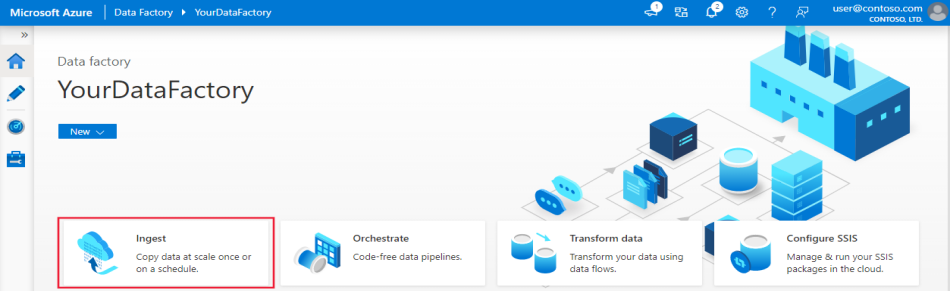 Microsoft Azure Data Factory YourDataFactory 1 2 ? user@contoso.com
CONTOSO, LTD.
»
Data factory
YourDataFactory
New
Ingest
Copy data at scale once or
on a schedule.
Orchestrate
Code-free data pipelines.
Transform data
Transform your data using
data flows.
Configure SSIS
Manage & run your SSIS
packages in the cloud.